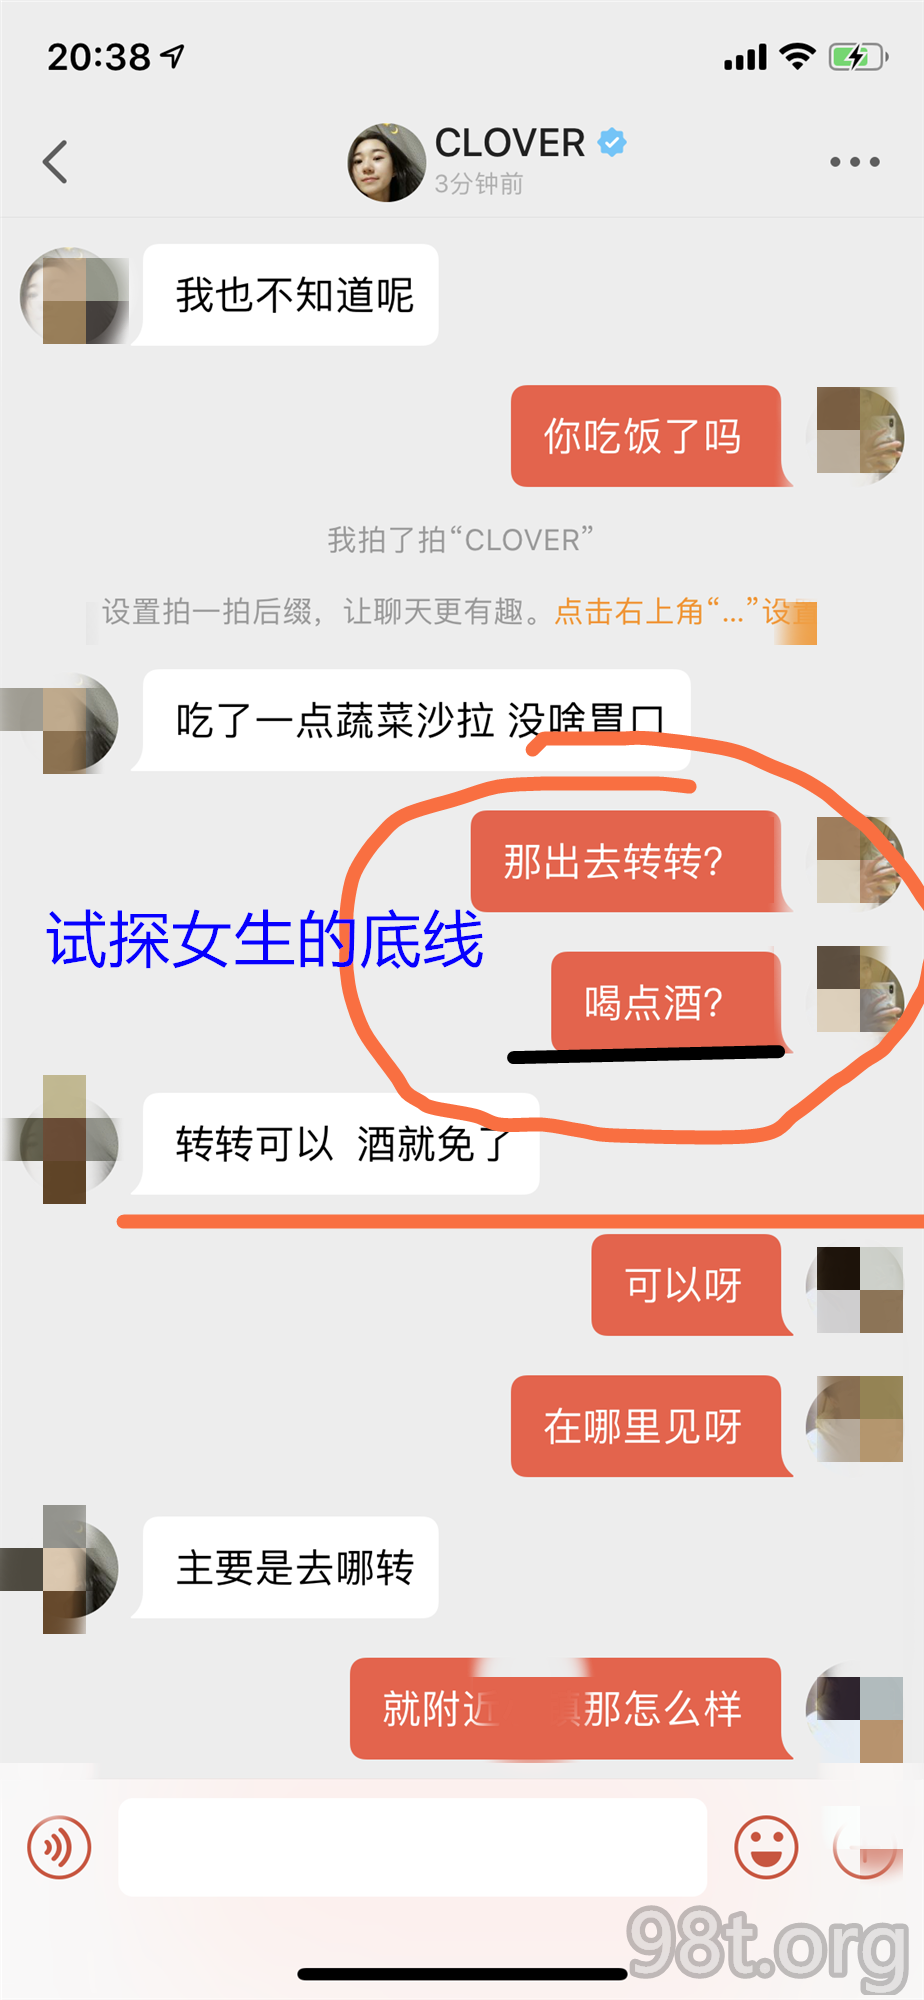 20:38
CLOVER
3分钟前
我也不知道呢
你吃饭了吗
我拍了拍“CLOVER”
设置拍一拍后缀，让聊天更有趣。点击右上角“...”设置
吃了一点蔬菜沙拉 没啥胃口
那出去转转？
试探女生的底线
喝点酒？
转转可以 酒就免了
可以呀
在哪里见呀
主要是去哪转
就附近 镇那怎么样
98t.org